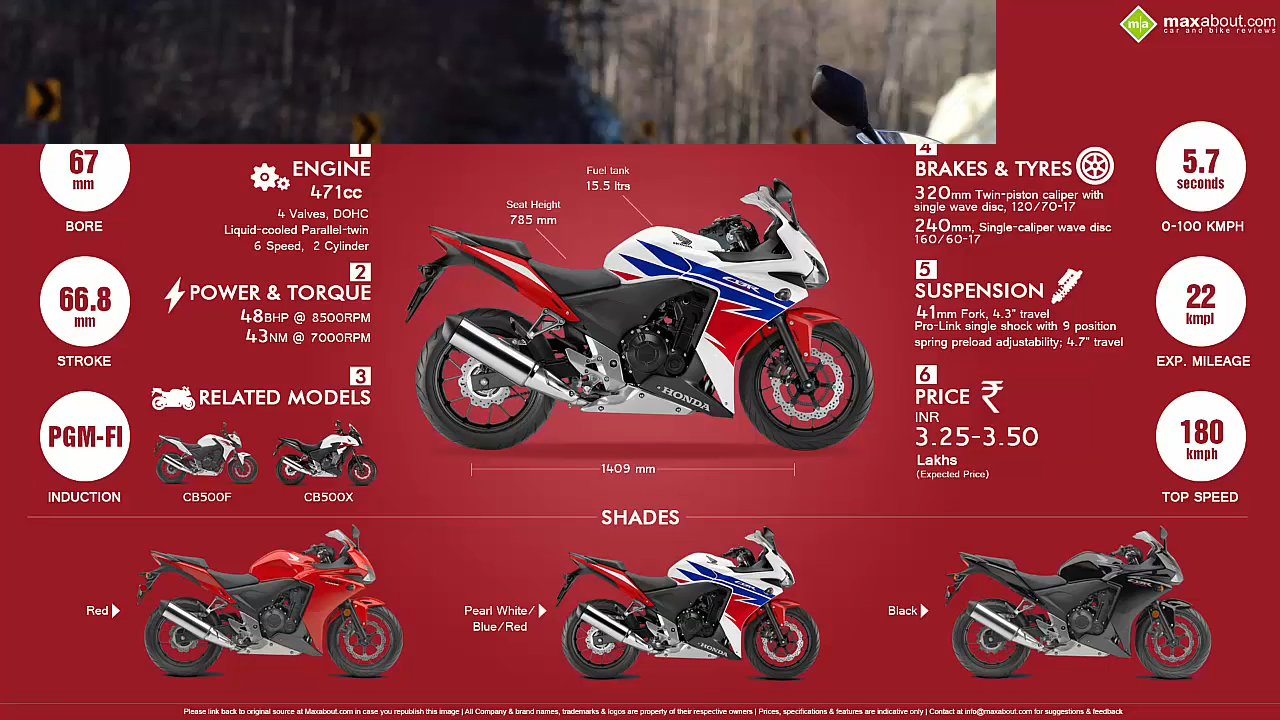 m|a
maxabout.com
car and bike reviews
67
mm
BORE
66.8
mm
STROKE
PGM-FI
INDUCTION
1
ENGINE
471cc
4 Valves, DOHC
Liquid-cooled Parallel-twin
6 Speed, 2 Cylinder
2
POWER & TORQUE
48BHP @ 8500RPM
43NM @ 7000RPM
3
RELATED MODELS
CB500F
CB500X
Fuel tank
15.5 ltrs
Seat Height
785 mm
HONDA
CBR
HONDA
1409 mm
4
BRAKES & TYRES
320mm Twin-piston caliper with
single wave disc, 120/70-17
240mm, Single-caliper wave disc
160/60-17
5
SUSPENSION
41mm Fork, 4.3" travel
Pro-Link single shock with 9 position
spring preload adjustability; 4.7" travel
6
PRICE ₹
INR
3.25-3.50
Lakhs
(Expected Price)
5.7
seconds
0-100 KMPH
22
kmpl
EXP. MILEAGE
180
kmph
TOP SPEED
SHADES
Red
Pearl White/
Blue/Red
HONDA
Black
Please link back to original source at Maxabout.com in case you republish this image | All Company & brand names, trademarks & logos are property of their respective owners | Prices, specifications & features are indicative only | Contact at info@maxabout.com for suggestions & feedback